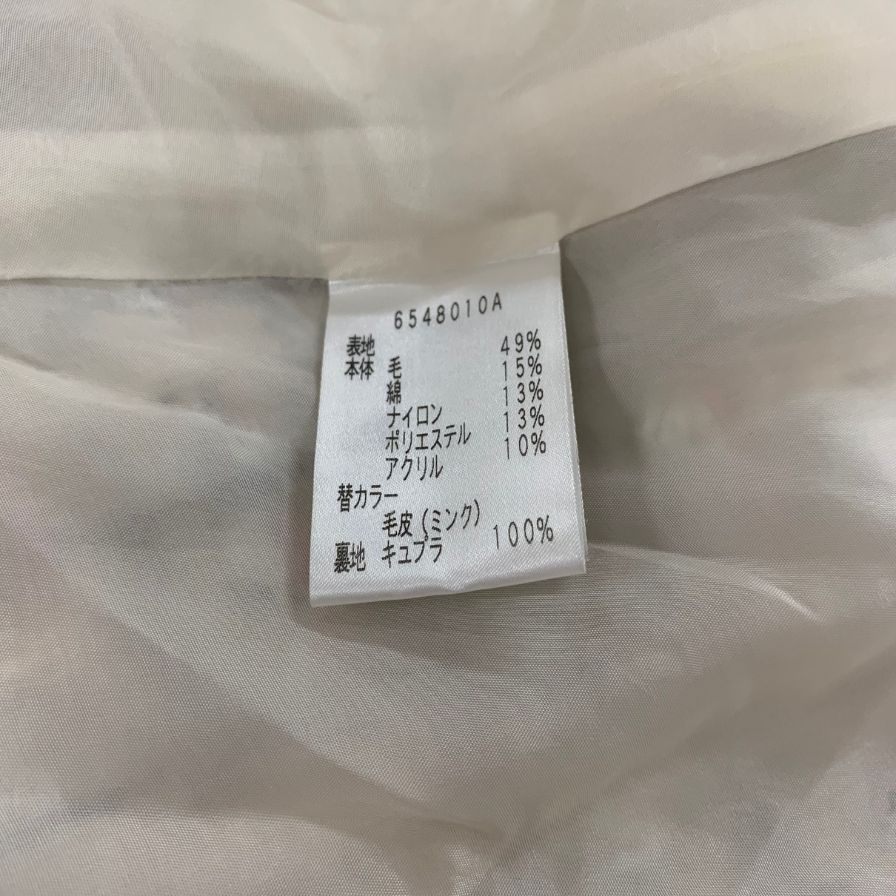 6548010A
表地
本体 毛 49%
綿 15%
ナイロン 13%
ポリエステル 13%
アクリル 10%
替カラー
毛皮(ミンク)
裏地 キュプラ 100%